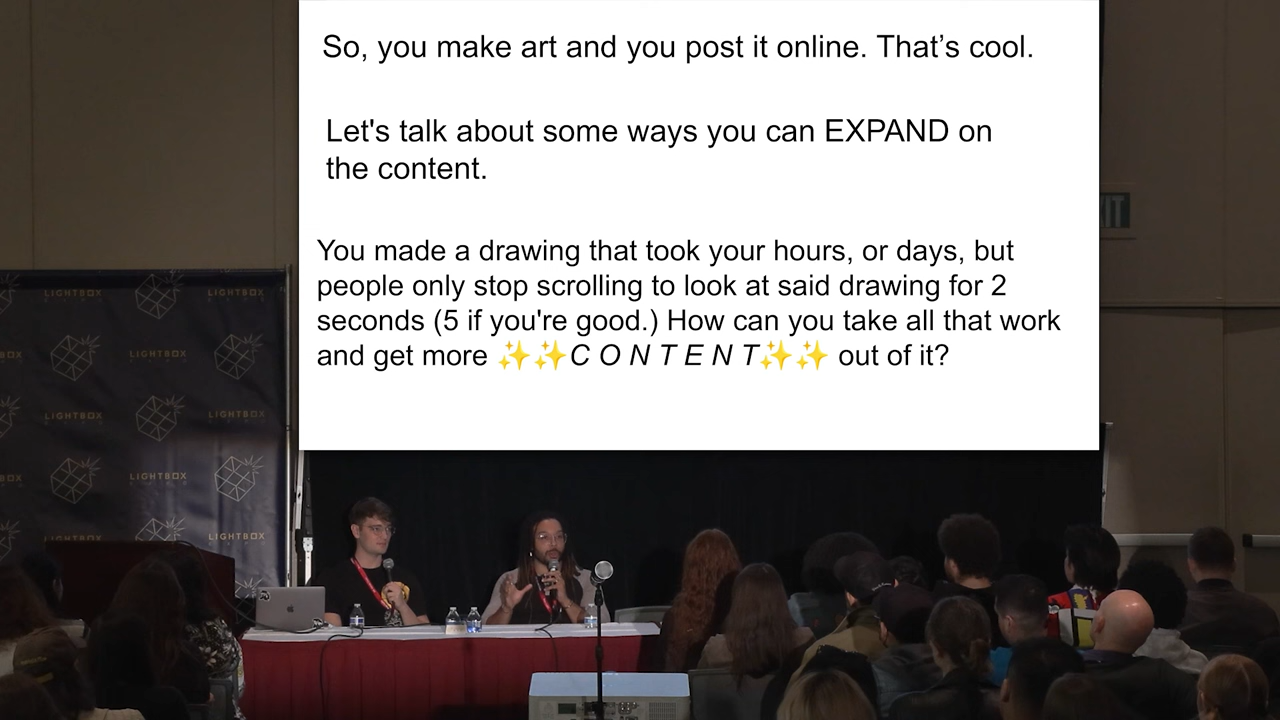 So, you make art and you post it online. That’s cool.
Let's talk about some ways you can EXPAND on
the content.
You made a drawing that took your hours, or days, but
people only stop scrolling to look at said drawing for 2
seconds (5 if you're good.) How can you take all that work
and get more ✨✨C O N T E N T✨✨ out of it?
LIGHTBOX
LIGHTBOX
LIGHTBOX
LIGHTBOX
LIGHTBOX
LIGHTBOX
LIGHTBOX
LIGHTBOX